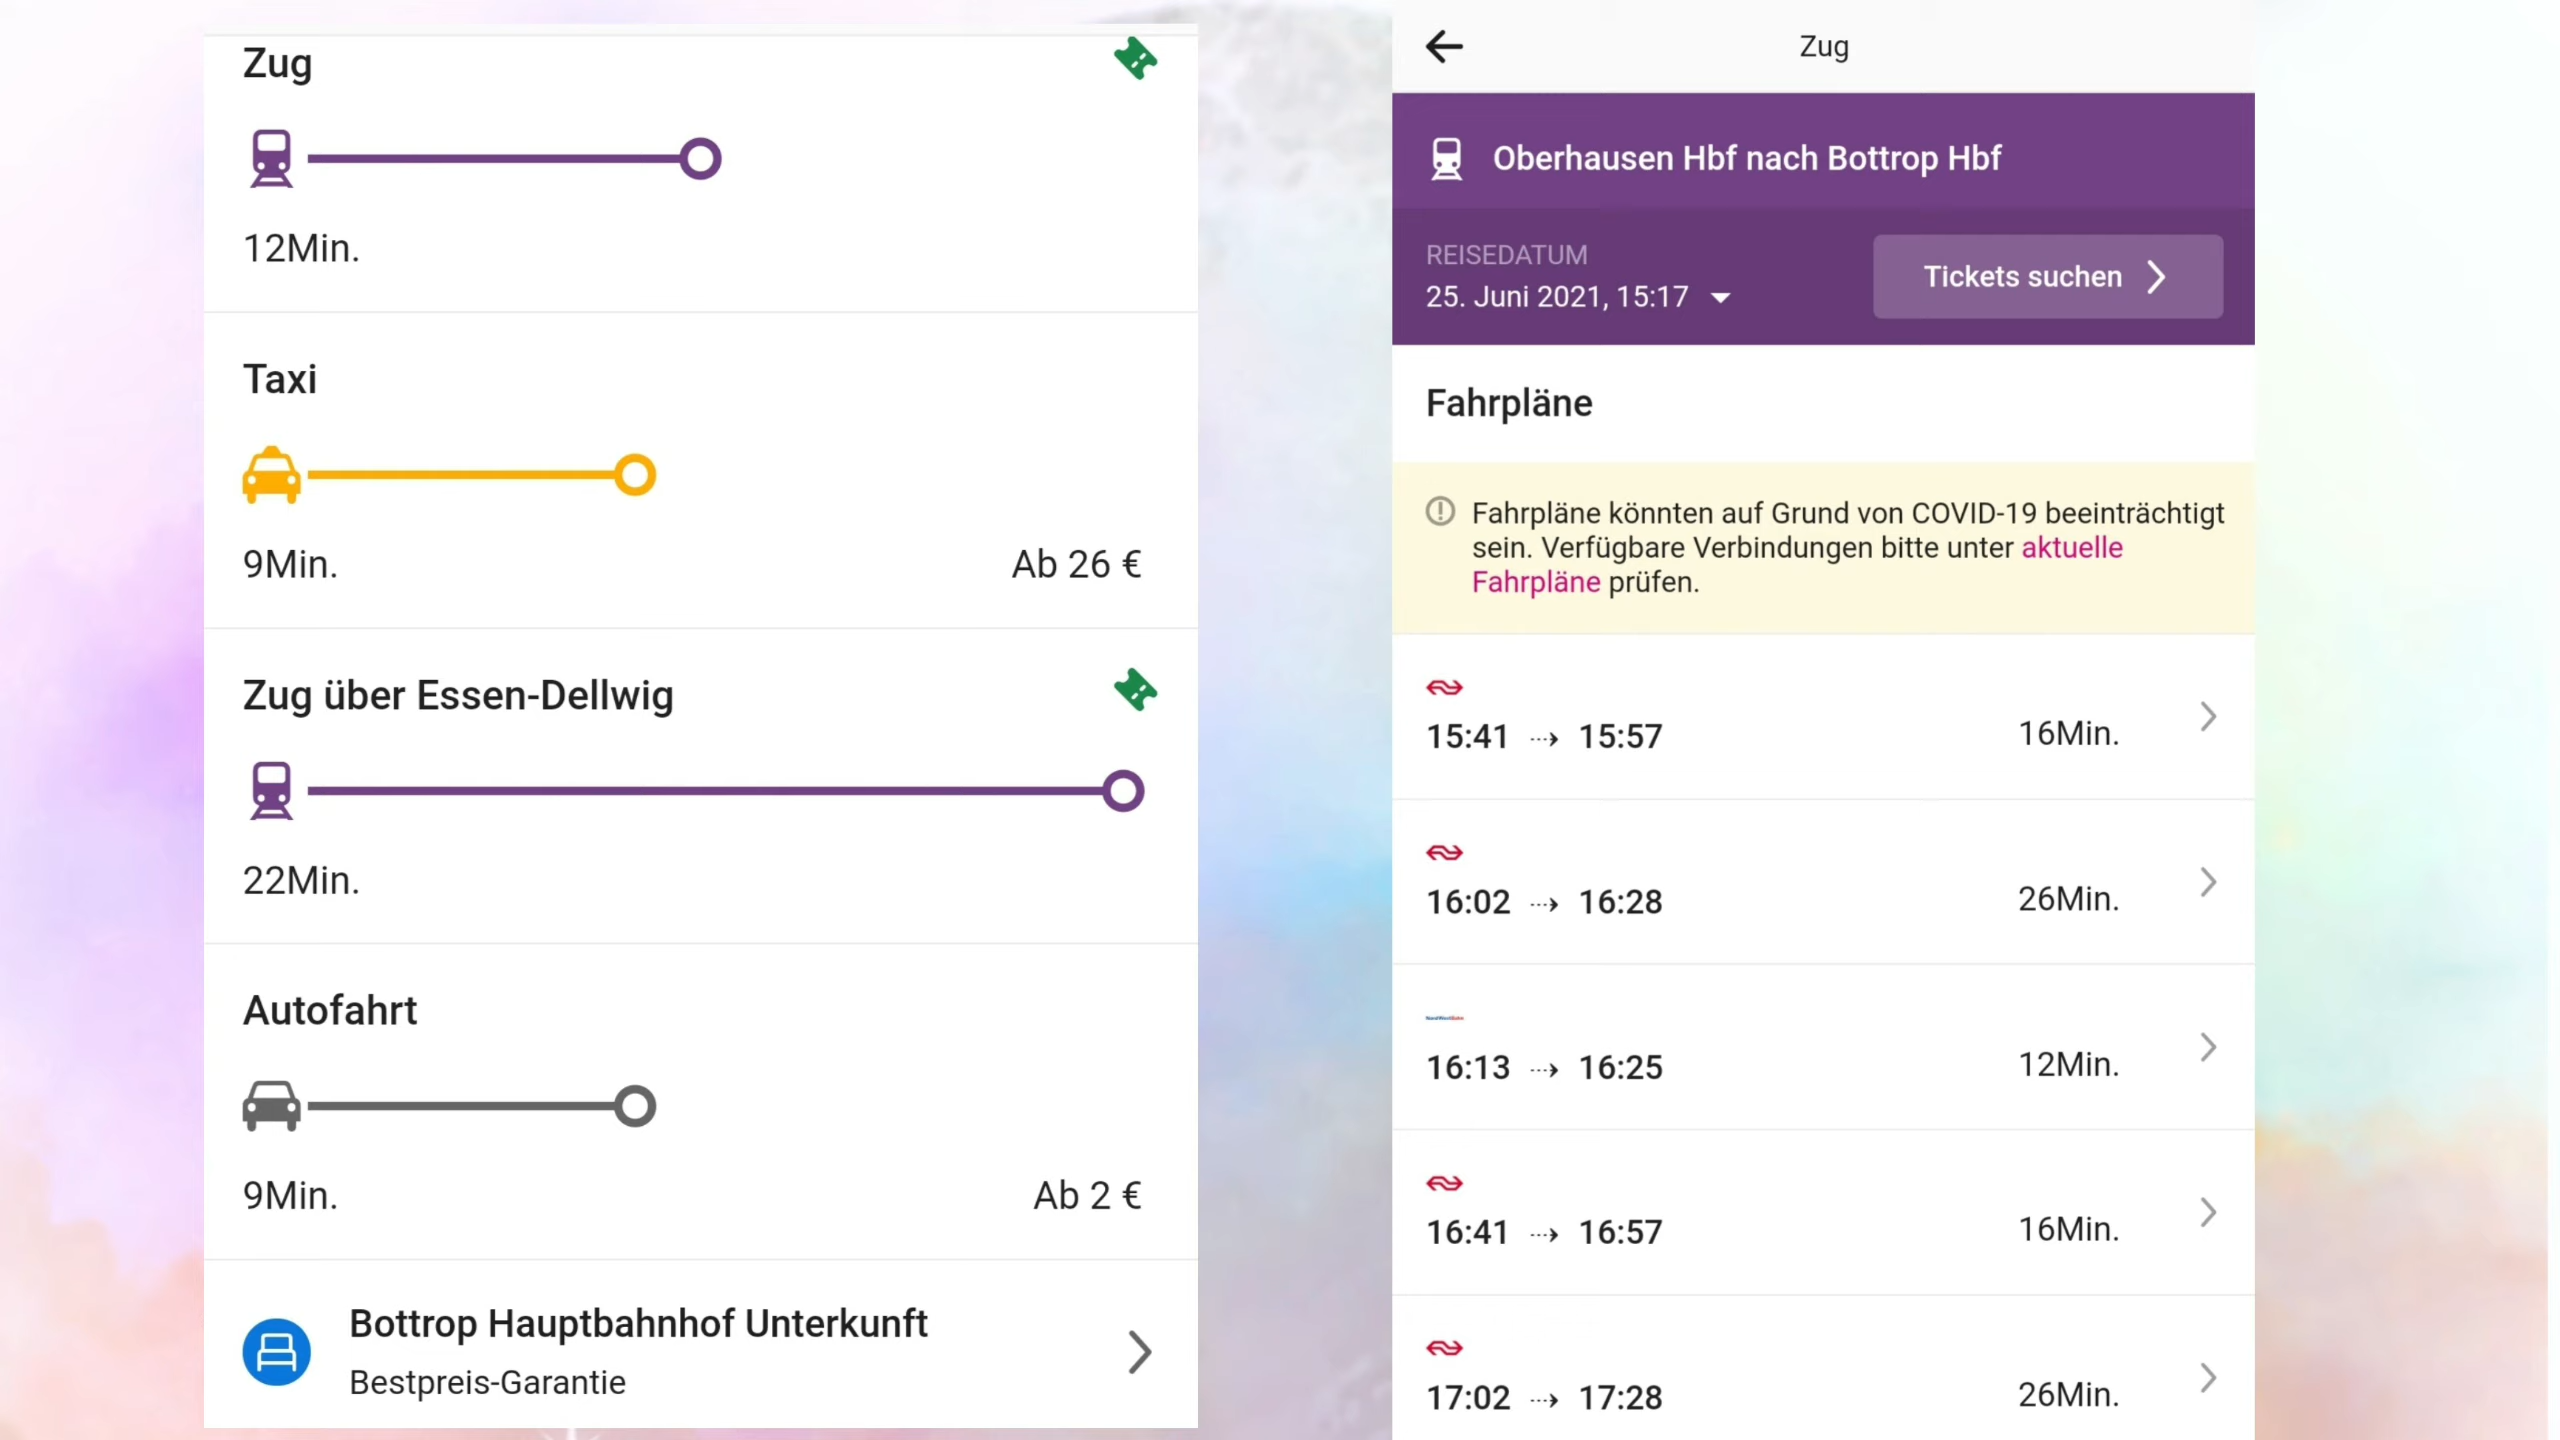 Zug
12Min.
Taxi
9Min.
Ab 26 €
Zug über Essen-Dellwig
22Min.
Autofahrt
9Min.
Ab 2 €
Bottrop Hauptbahnhof Unterkunft
Bestpreis-Garantie
Zug
Oberhausen Hbf nach Bottrop Hbf
REISEDATUM
25. Juni 2021, 15:17
Tickets suchen
Fahrpläne
Fahrpläne könnten auf Grund von COVID-19 beeinträchtigt
sein. Verfügbare Verbindungen bitte unter aktuelle
Fahrpläne prüfen.
15:41 ⇢ 15:57 16Min.
16:02 ⇢ 16:28 26Min.
NordWestBahn
16:13 ⇢ 16:25 12Min.
16:41 ⇢ 16:57 16Min.
17:02 ⇢ 17:28 26Min.